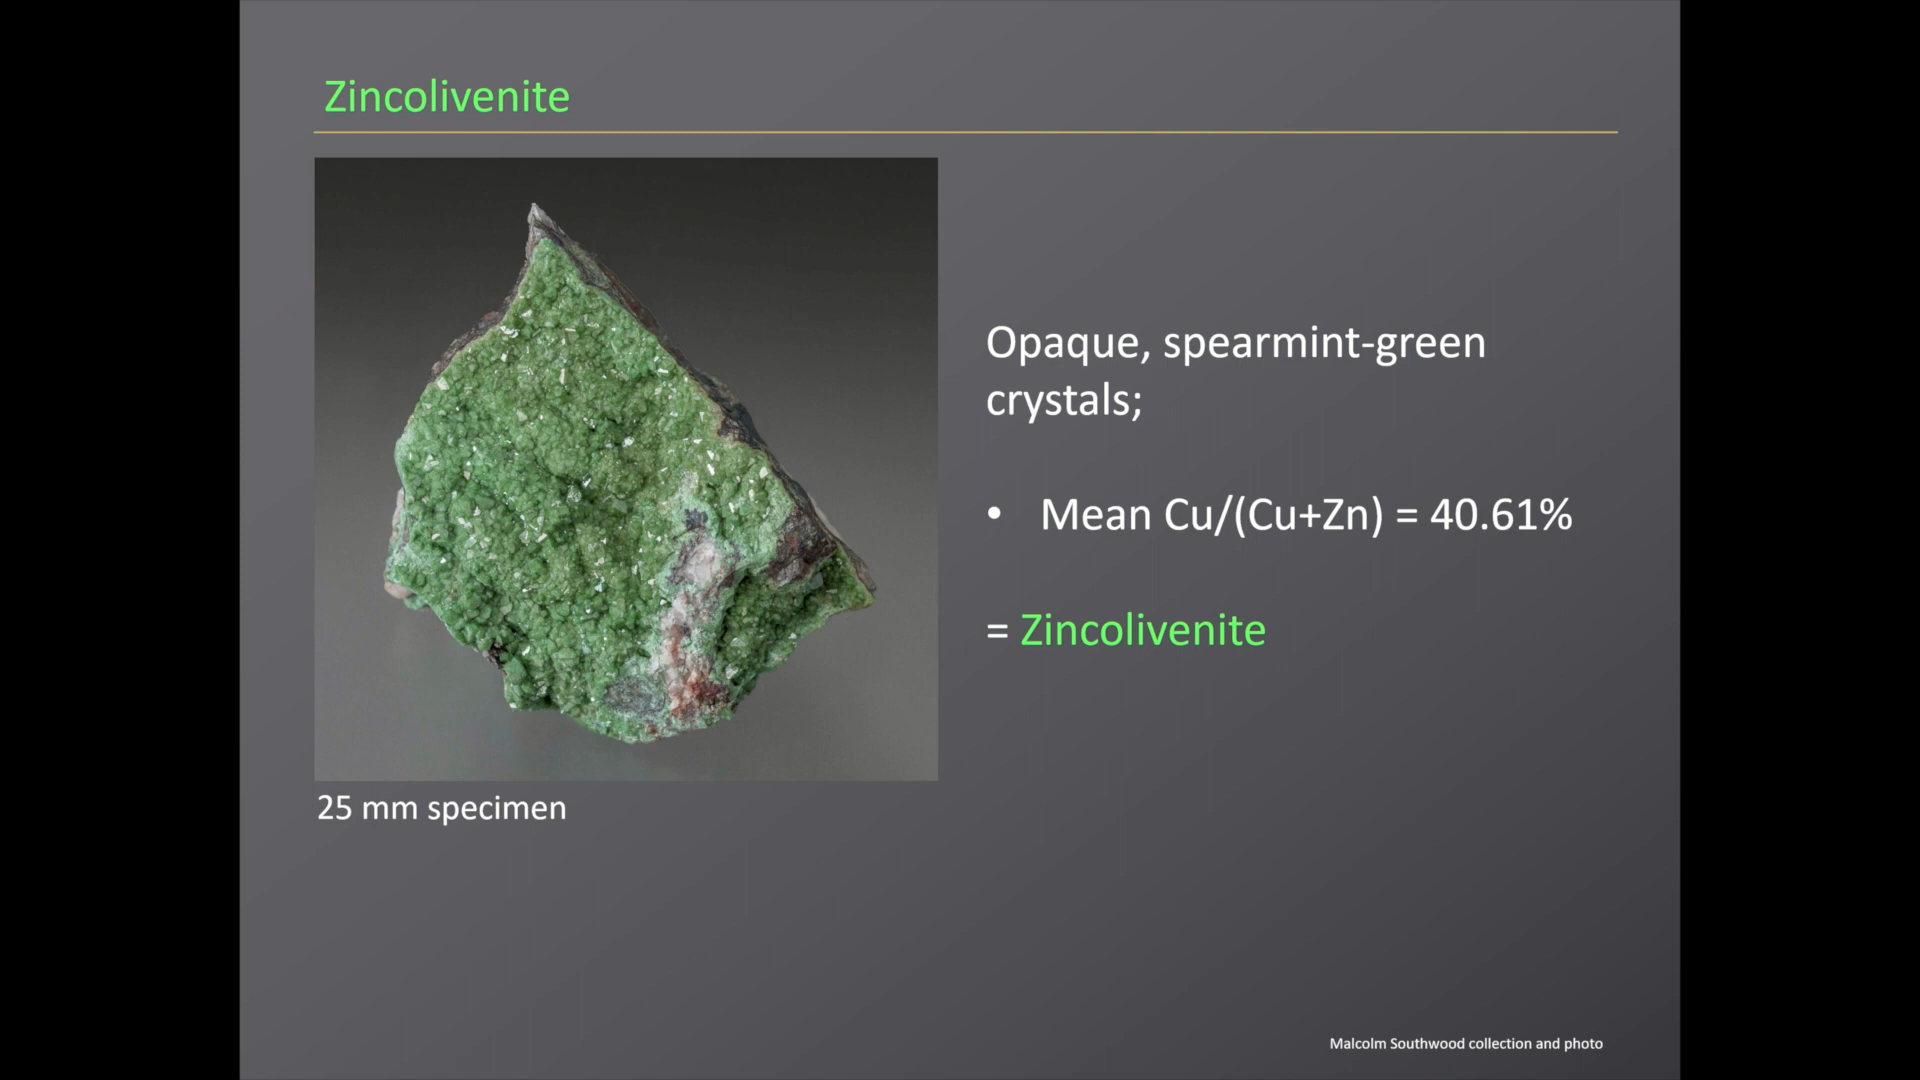 Zincolivenite
Opaque, spearmint-green
crystals;
• Mean Cu/(Cu+Zn) = 40.61%
= Zincolivenite
25 mm specimen
Malcolm Southwood collection and photo